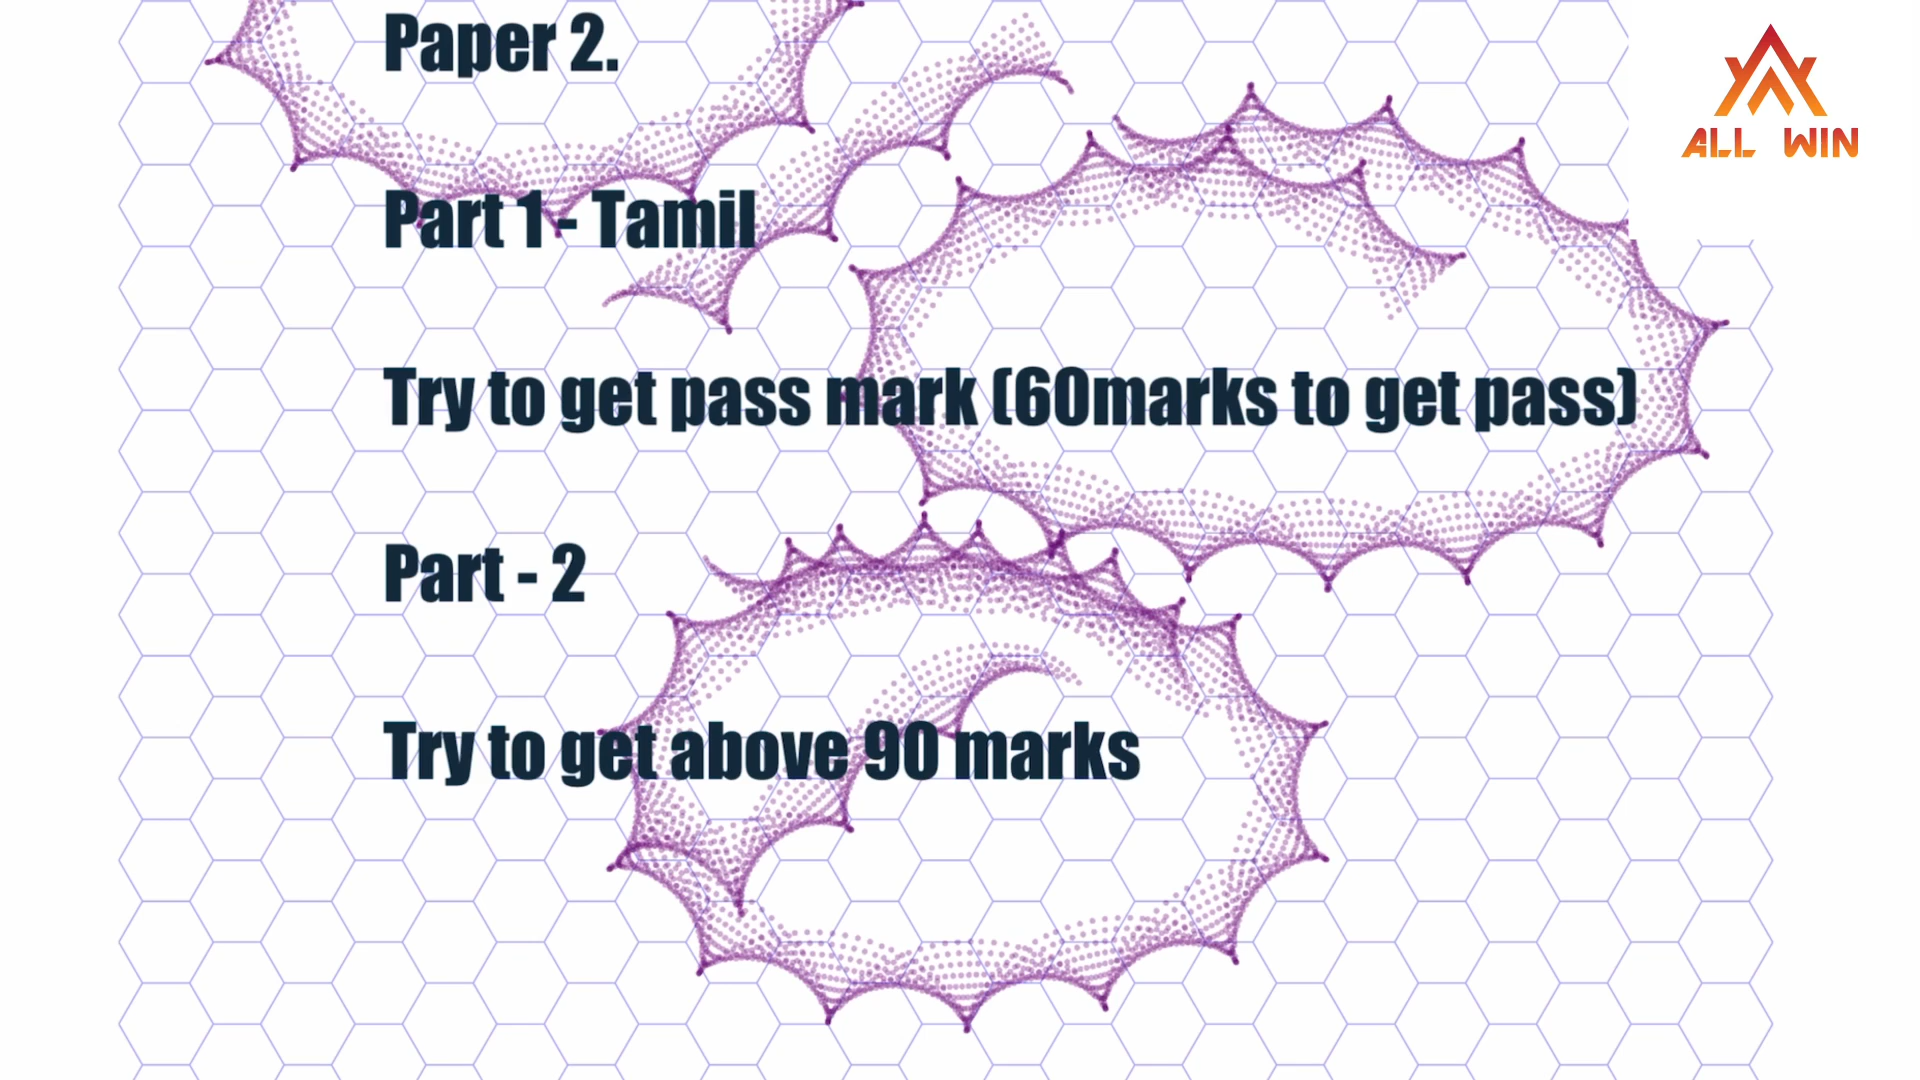 Paper 2.
ALL WIN
Part 1 - Tamil
Try to get pass mark (60marks to get pass)
Part - 2
Try to get above 90 marks